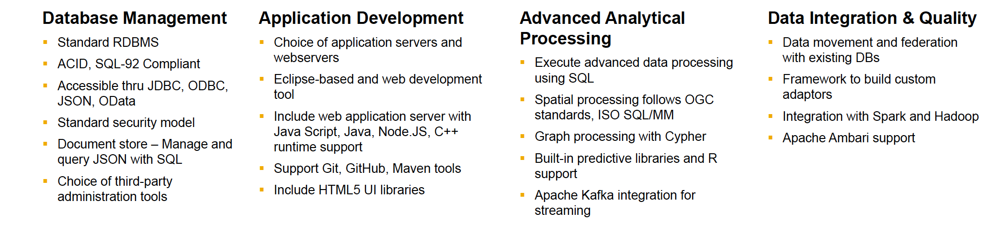 Database Management
▪ Standard RDBMS
▪ ACID, SQL-92 Compliant
▪ Accessible thru JDBC, ODBC,
JSON, OData
▪ Standard security model
▪ Document store – Manage and
query JSON with SQL
▪ Choice of third-party
administration tools
Application Development
▪ Choice of application servers and
webservers
▪ Eclipse-based and web development
tool
▪ Include web application server with
Java Script, Java, Node.JS, C++
runtime support
▪ Support Git, GitHub, Maven tools
▪ Include HTML5 UI libraries
Advanced Analytical
Processing
▪ Execute advanced data processing
using SQL
▪ Spatial processing follows OGC
standards, ISO SQL/MM
▪ Graph processing with Cypher
▪ Built-in predictive libraries and R
support
▪ Apache Kafka integration for
streaming
Data Integration & Quality
▪ Data movement and federation
with existing DBs
▪ Framework to build custom
adaptors
▪ Integration with Spark and Hadoop
▪ Apache Ambari support